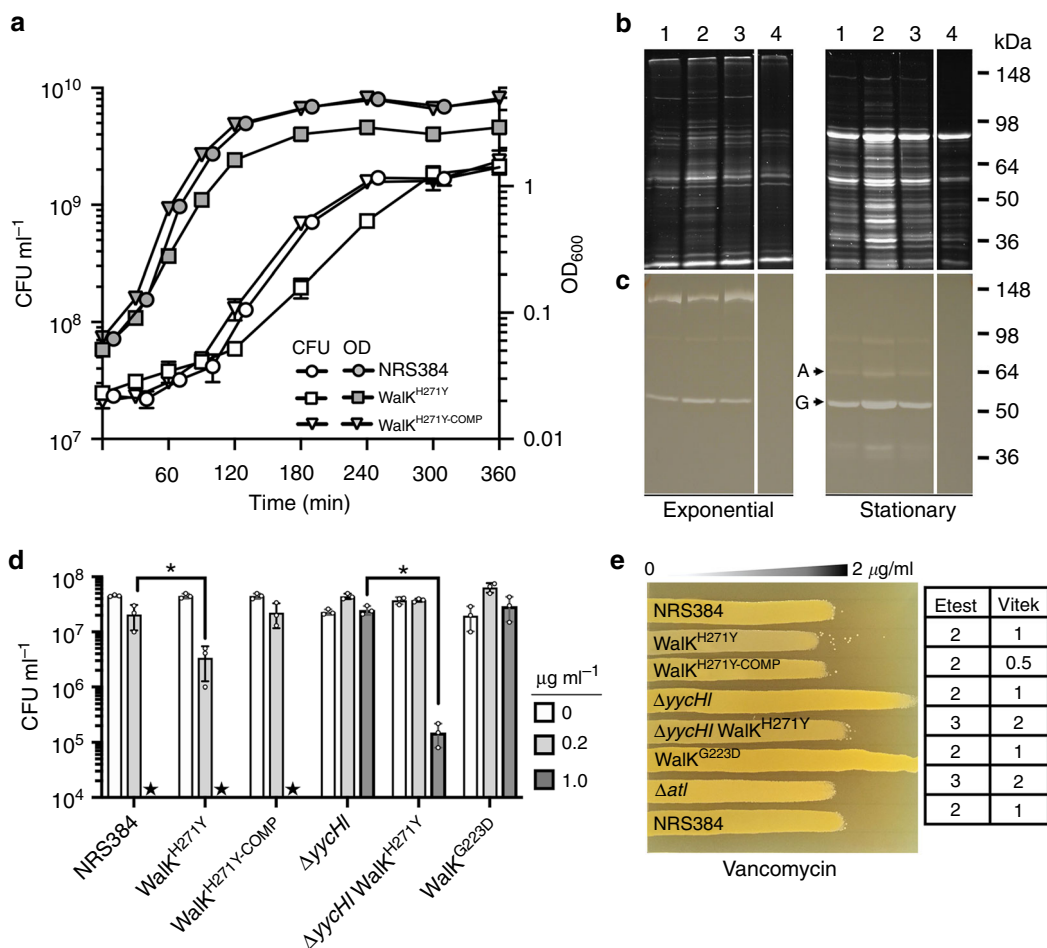 a
10^10
10^9
10^8
10^7
CFU ml^−1
1
0.1
0.01
OD_600
CFU OD
NRS384
WalK^H271Y
WalK^H271Y-COMP
60 120 180 240 300 360
Time (min)
b
1 2 3 4 1 2 3 4 kDa
148
98
64
50
36
c
148
98
A 64
G 50
36
Exponential Stationary
d
* *
10^8
10^7
10^6
10^5
10^4
CFU ml^−1
μg ml^−1
0
0.2
1.0
NRS384
WalK^H271Y
WalK^H271Y-COMP
ΔyycHI
ΔyycHI WalK^H271Y
WalK^G223D
e
0 2 μg/ml
NRS384
WalK^H271Y
WalK^H271Y-COMP
ΔyycHI
ΔyycHI WalK^H271Y
WalK^G223D
Δatl
NRS384
Vancomycin
Etest Vitek
2 1
2 0.5
2 1
3 2
2 1
3 2
2 1